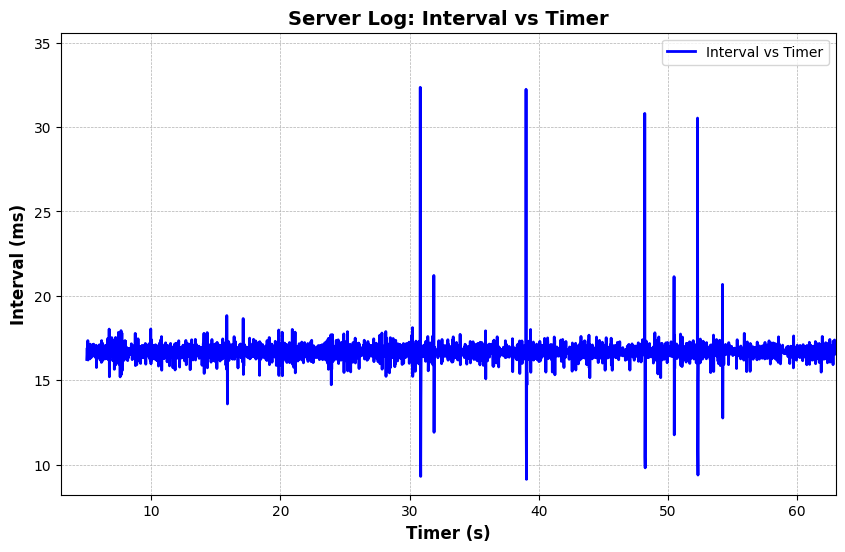 Server Log: Interval vs Timer
Interval vs Timer
35
30
25
20
15
10
Interval (ms)
10 20 30 40 50 60
Timer (s)